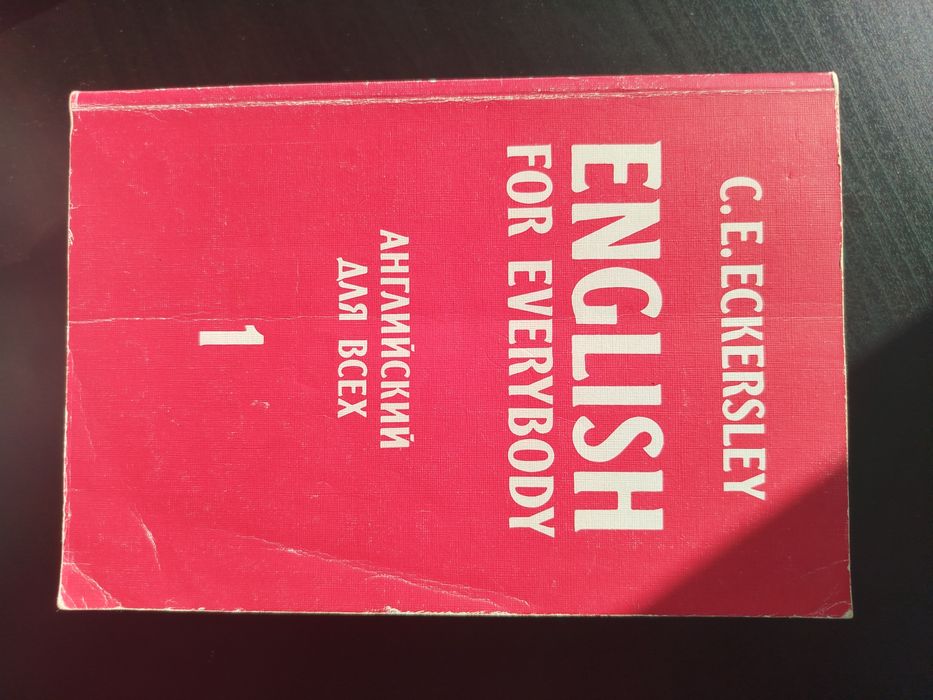 C.E.ECKERSLEY
ENGLISH
FOR EVERYBODY
АНГЛИЙСКИЙ
ДЛЯ ВСЕХ
1